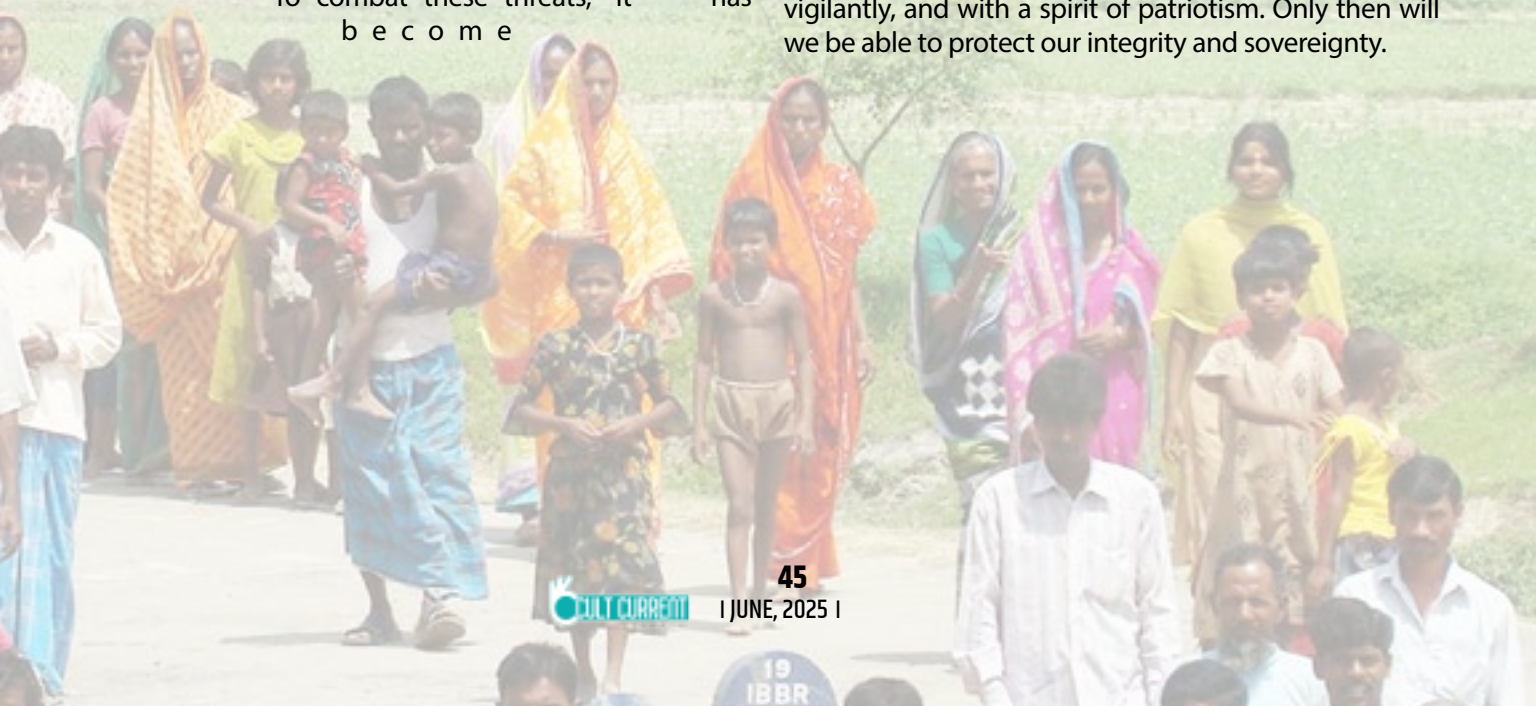 To combat these threats, it has
become
vigilantly, and with a spirit of patriotism. Only then will
we be able to protect our integrity and sovereignty.
45
CULT CURRENT
I JUNE, 2025 I
19
IBBR